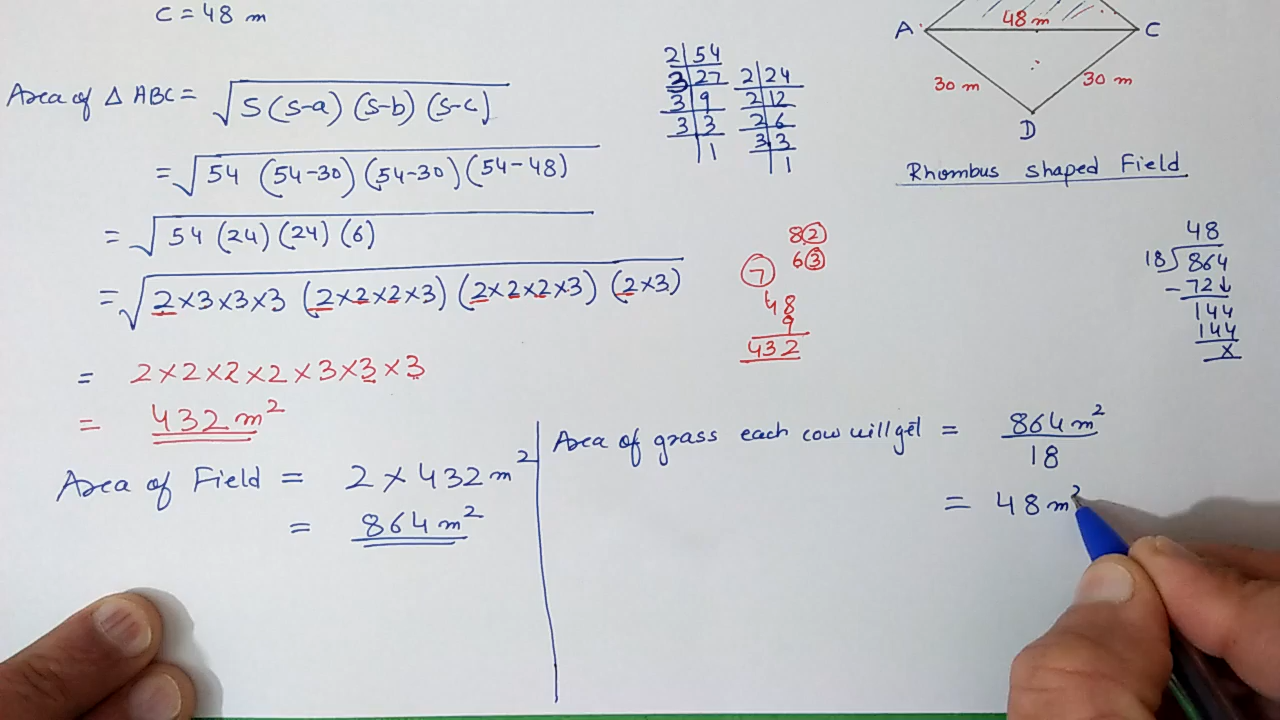 C = 48 m
Area of △ ABC = √S(S-a)(S-b)(S-c)
= √54 (54-30)(54-30)(54-48)
= √54 (24)(24)(6)
= √2×3×3×3 (2×2×2×3) (2×2×2×3) (2×3)
= 2×2×2×2×3×3×3
= 432 m²
Area of Field = 2 × 432 m²
= 864 m²
2 | 54
3 | 27
3 | 9
3 | 3
| 1
2 | 24
2 | 12
2 | 6
3 | 3
| 1
8 2
6 3
7
48
9
432
A 48 m C
30 m 30 m
D
Rhombus shaped Field
48
18 ) 864
- 72 ↓
144
144
x
Area of grass each cow will get = 864 m²
18
= 48 m²